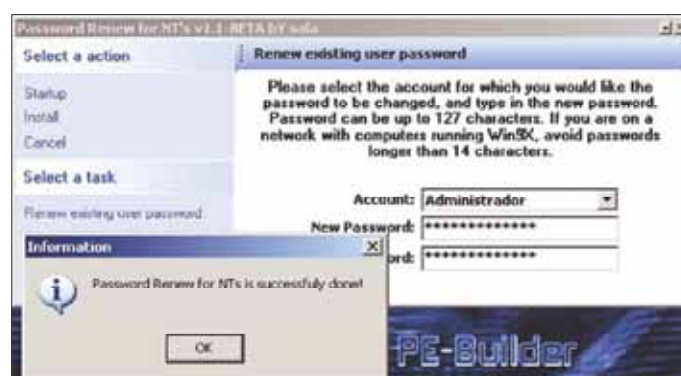 Password Renew for NT's v1.1-BETA bY sala
Select a action
Startup
Install
Cancel
Select a task
Renew existing user password
Renew existing user password
Please select the account for which you would like the
password to be changed, and type in the new password.
Password can be up to 127 characters. If you are on a
network with computers running Win9X, avoid passwords
longer than 14 characters.
Account: Administrador
New Password: *************
ord: *************
Information
Password Renew for NTs is successfuly done!
OK
PE-Builder